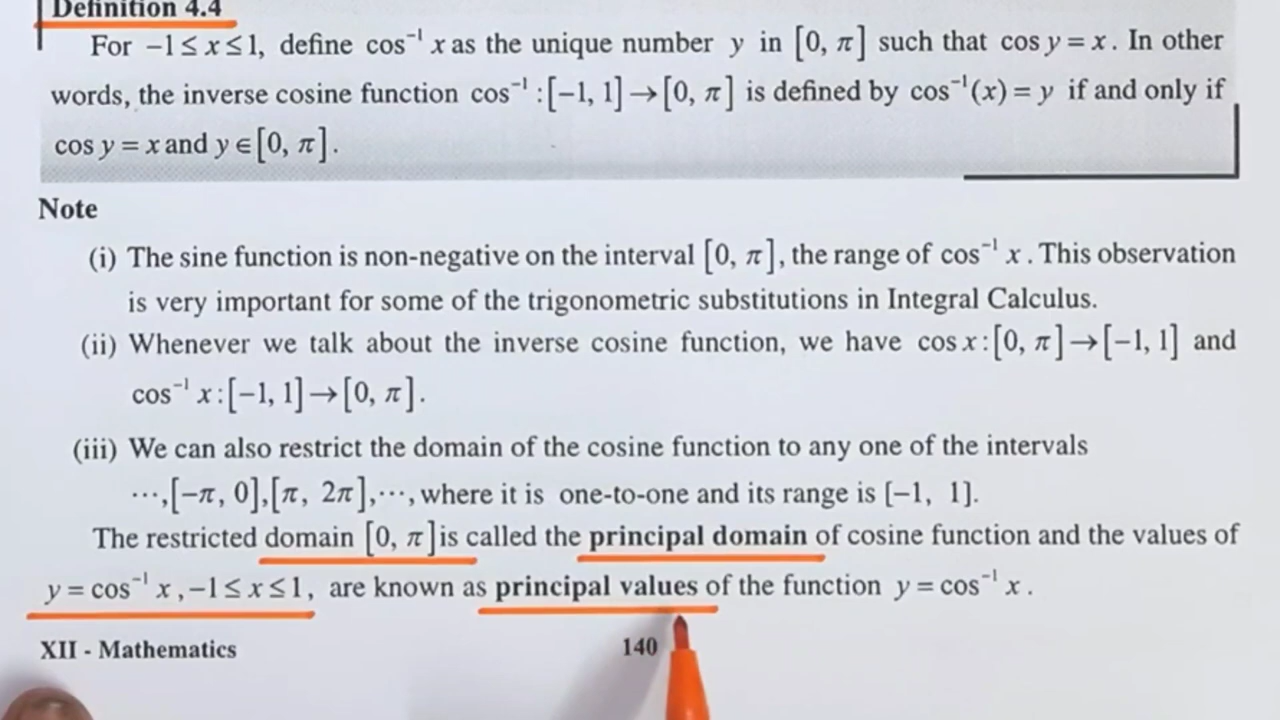 Definition 4.4
For −1 ≤ x ≤ 1, define cos⁻¹ x as the unique number y in [0, π] such that cos y = x. In other
words, the inverse cosine function cos⁻¹ : [−1, 1] → [0, π] is defined by cos⁻¹(x) = y if and only if
cos y = x and y ∈ [0, π].
Note
(i) The sine function is non-negative on the interval [0, π], the range of cos⁻¹ x. This observation
is very important for some of the trigonometric substitutions in Integral Calculus.
(ii) Whenever we talk about the inverse cosine function, we have cos x : [0, π] → [−1, 1] and
cos⁻¹ x : [−1, 1] → [0, π].
(iii) We can also restrict the domain of the cosine function to any one of the intervals
⋯, [−π, 0], [π, 2π], ⋯, where it is one-to-one and its range is [−1, 1].
The restricted domain [0, π] is called the principal domain of cosine function and the values of
y = cos⁻¹ x, −1 ≤ x ≤ 1, are known as principal values of the function y = cos⁻¹ x.
XII - Mathematics 140